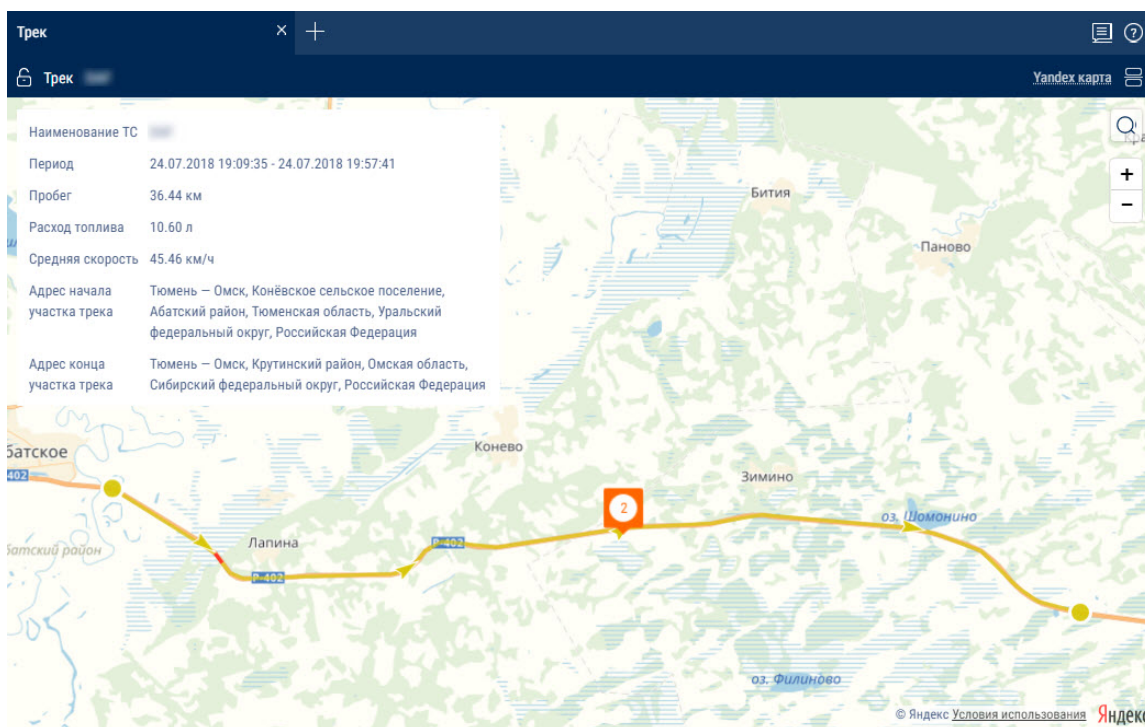 Трек
Трек
Yandex карта
Наименование ТС
Период 24.07.2018 19:09:35 - 24.07.2018 19:57:41
Пробег 36.44 км
Расход топлива 10.60 л
Средняя скорость 45.46 км/ч
Адрес начала Тюмень — Омск, Конёвское сельское поселение,
участка трека Абатский район, Тюменская область, Уральский
федеральный округ, Российская Федерация
Адрес конца Тюмень — Омск, Крутинский район, Омская область,
участка трека Сибирский федеральный округ, Российская Федерация
+
−
Бития
Паново
батское
402
Конево
Зимино
2
оз. Шомонино
батский район
Лапина
Р-402
Р-402
оз. Филиново
© Яндекс Условия использования Яндекс